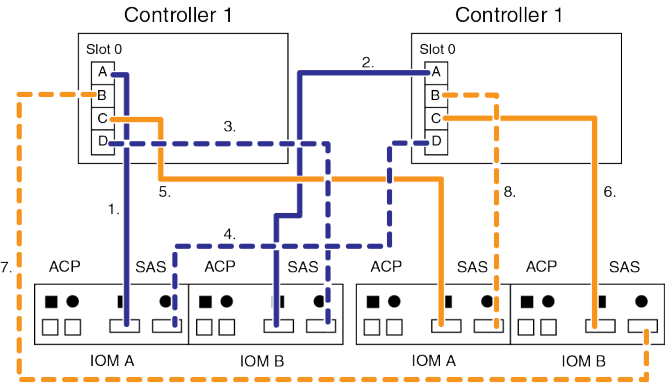 Controller 1 Controller 1
Slot 0 Slot 0
A A
2.
B B
C C
3.
D D
1. 5. 8. 6.
4.
7. ACP SAS ACP SAS ACP SAS ACP SAS
IOM A IOM B IOM A IOM B